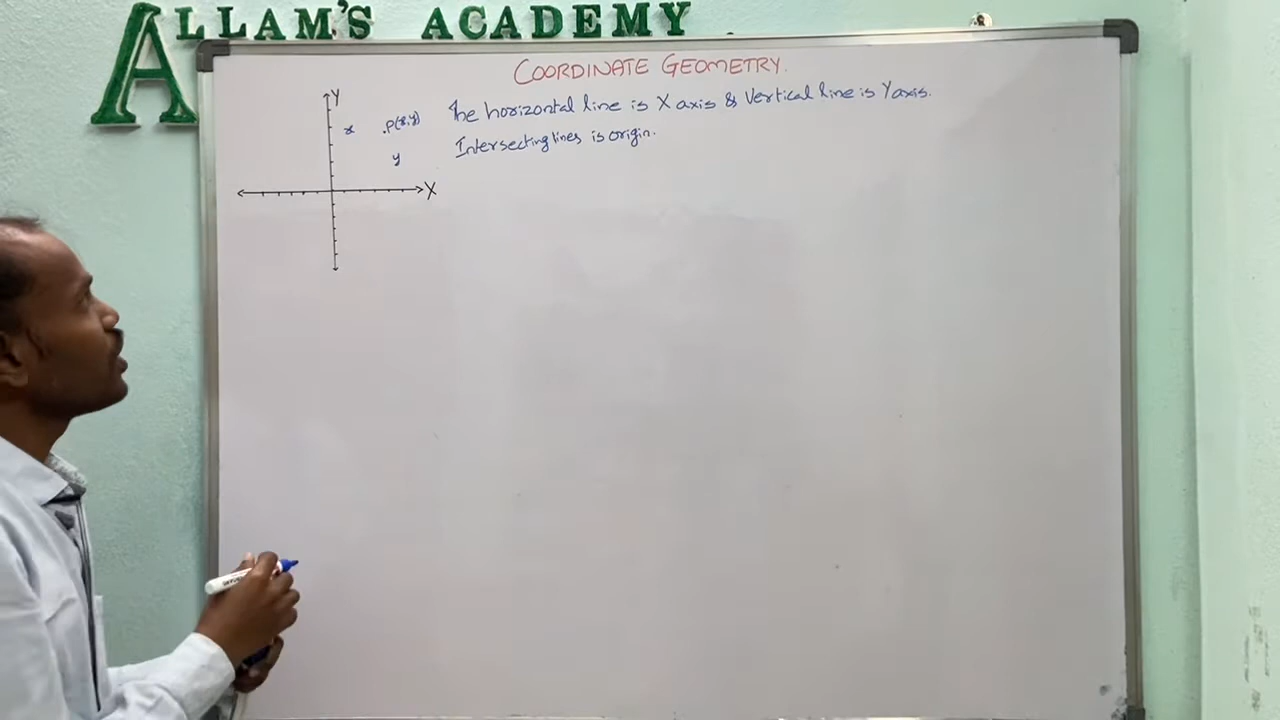 ALLAM'S ACADEMY
COORDINATE GEOMETRY.
The horizontal line is X axis & Vertical line is Y axis.
Intersecting lines is origin.
Y
x
P(x,y)
y
X